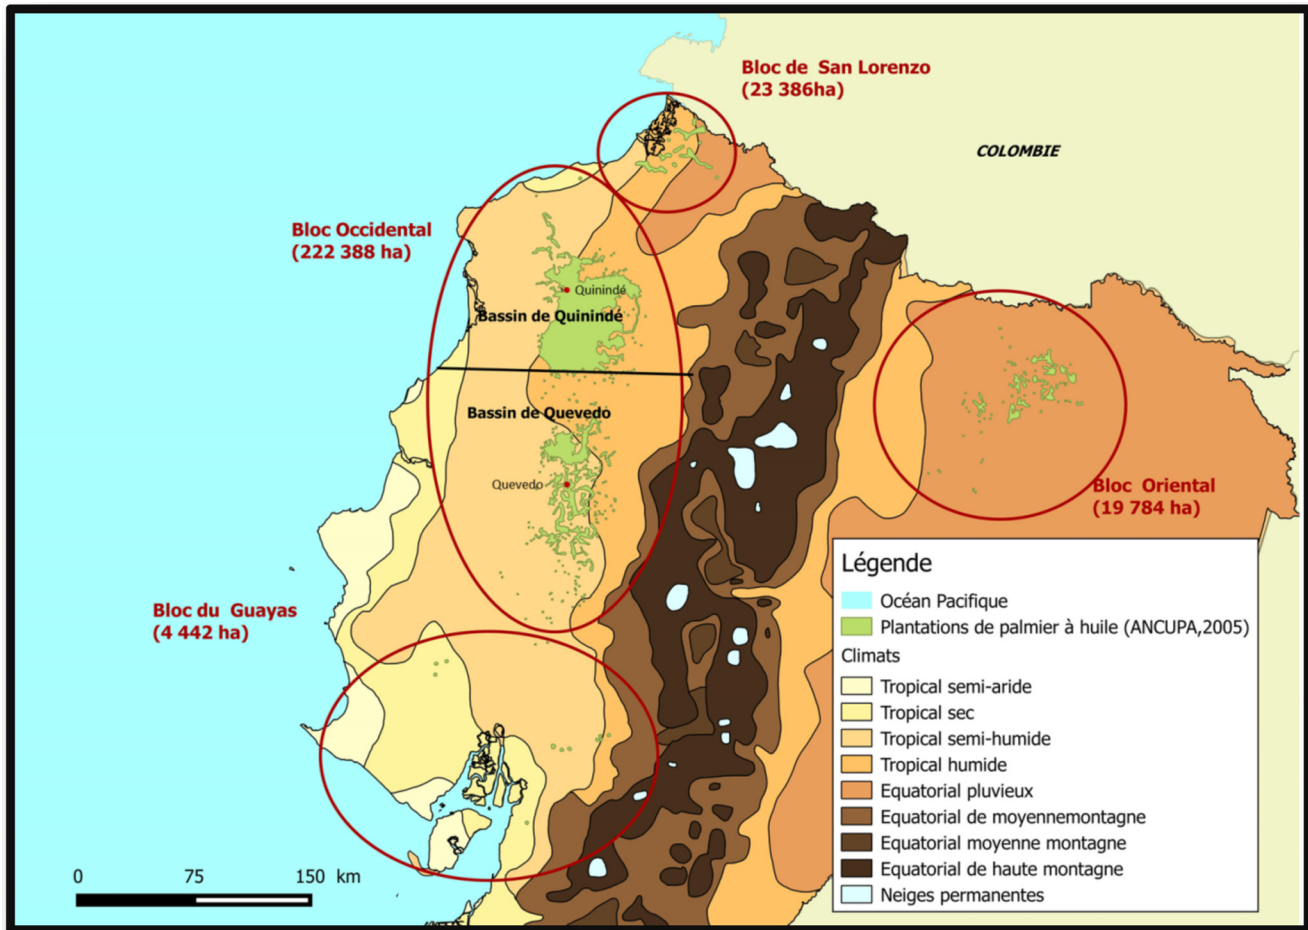 Bloc de San Lorenzo
(23 386ha)
COLOMBIE
Bloc Occidental
(222 388 ha)
Quinindé
Bassin de Quinindé
Bassin de Quevedo
Quevedo
Bloc Oriental
(19 784 ha)
Bloc du Guayas
(4 442 ha)
Légende
Océan Pacifique
Plantations de palmier à huile (ANCUPA,2005)
Climats
Tropical semi-aride
Tropical sec
Tropical semi-humide
Tropical humide
Equatorial pluvieux
Equatorial de moyennemontagne
Equatorial moyenne montagne
Equatorial de haute montagne
Neiges permanentes
0 75 150 km